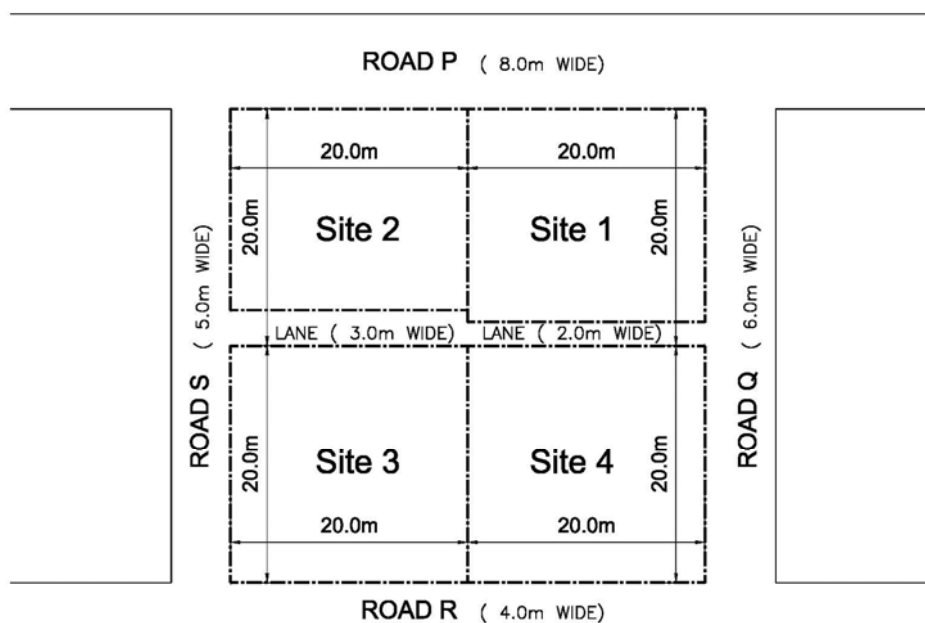 ROAD P ( 8.0m WIDE)
20.0m 20.0m
20.0m Site 2 Site 1 20.0m
ROAD S ( 5.0m WIDE)
LANE ( 3.0m WIDE) LANE ( 2.0m WIDE)
ROAD Q ( 6.0m WIDE)
20.0m Site 3 Site 4 20.0m
20.0m 20.0m
ROAD R ( 4.0m WIDE)